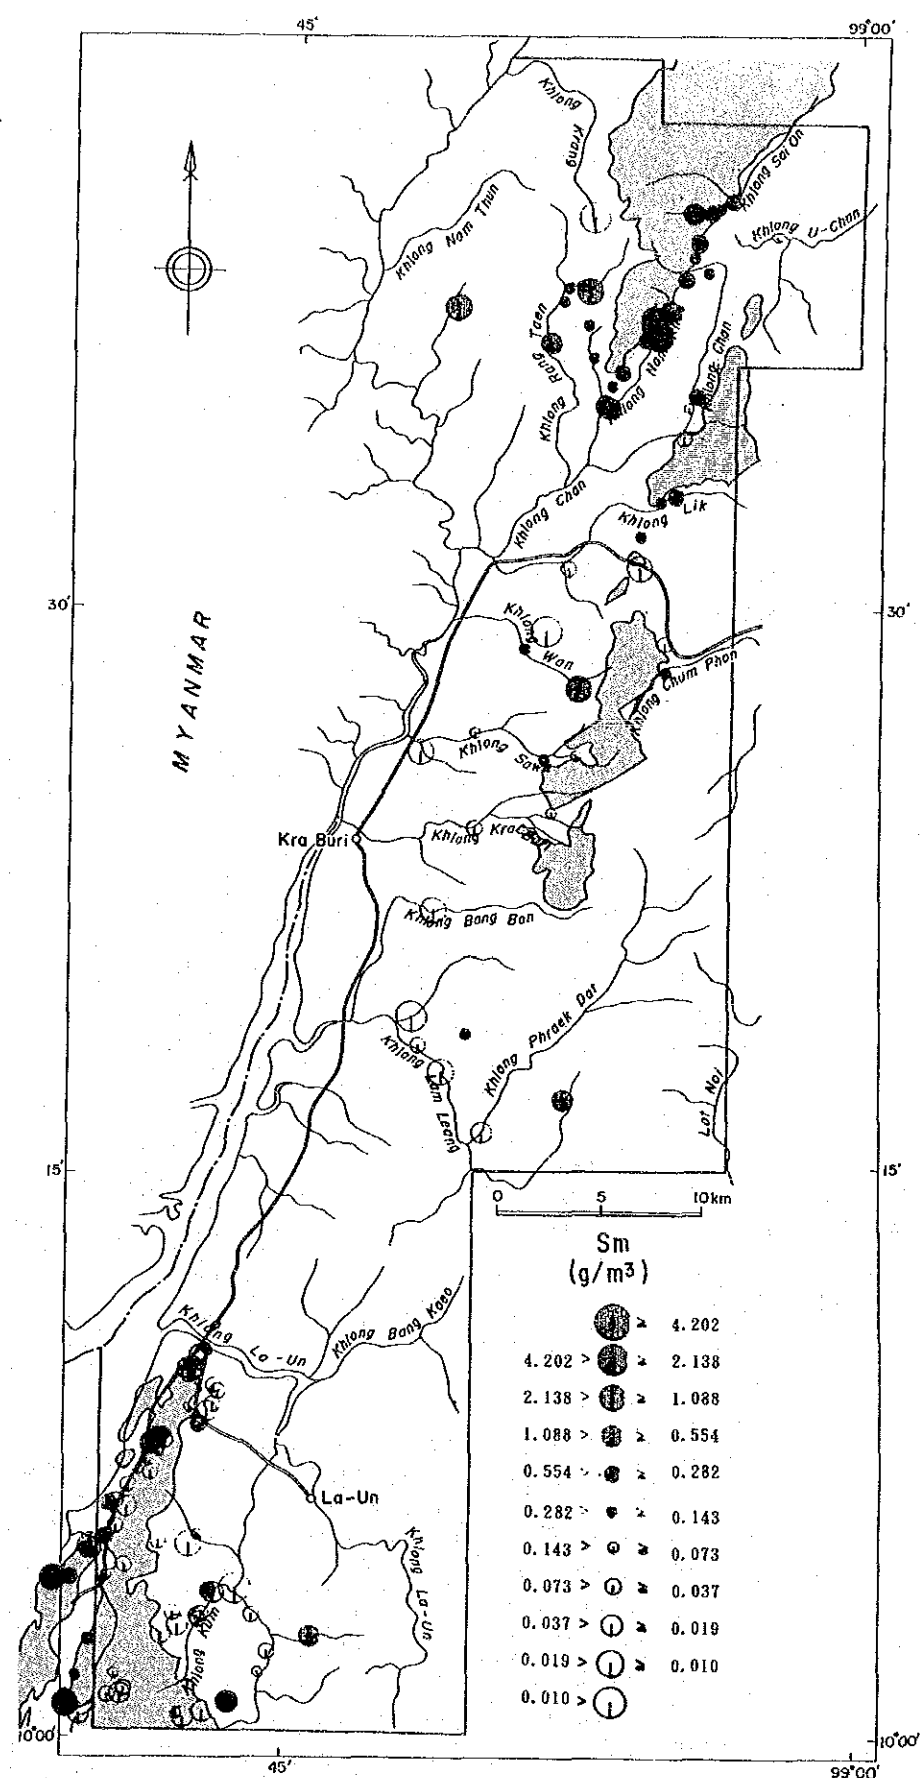 45'
99°00'
Khlong Krang
Khlong Sai On
Khlong U-Chan
Khlong Nam Thun
Khlong Rang Taen
Khlong Nam
Khlong Chan
Khlong Chan
Khlong Lik
30'
30'
MYANMAR
Khlong Wan
Khlong Chum Phon
Khlong
Kra Buri
Khlong
Khlong Bang Bon
Khlong Phraek Dat
Khlong Lam Leang
Lat Noi
15'
15'
0 5 10km
Sm
(g/m³)
≥ 4.202
4.202 > ≥ 2.138
2.138 > ≥ 1.088
1.088 > ≥ 0.554
0.554 > ≥ 0.282
0.282 > ≥ 0.143
0.143 > ≥ 0.073
0.073 > ≥ 0.037
0.037 > ≥ 0.019
0.019 > ≥ 0.010
0.010 >
Khlong La-Un
Khlong Bang Kaeo
La-Un
Khlong La-Un
Khlong
10°00'
10°00'
45'
99°00'